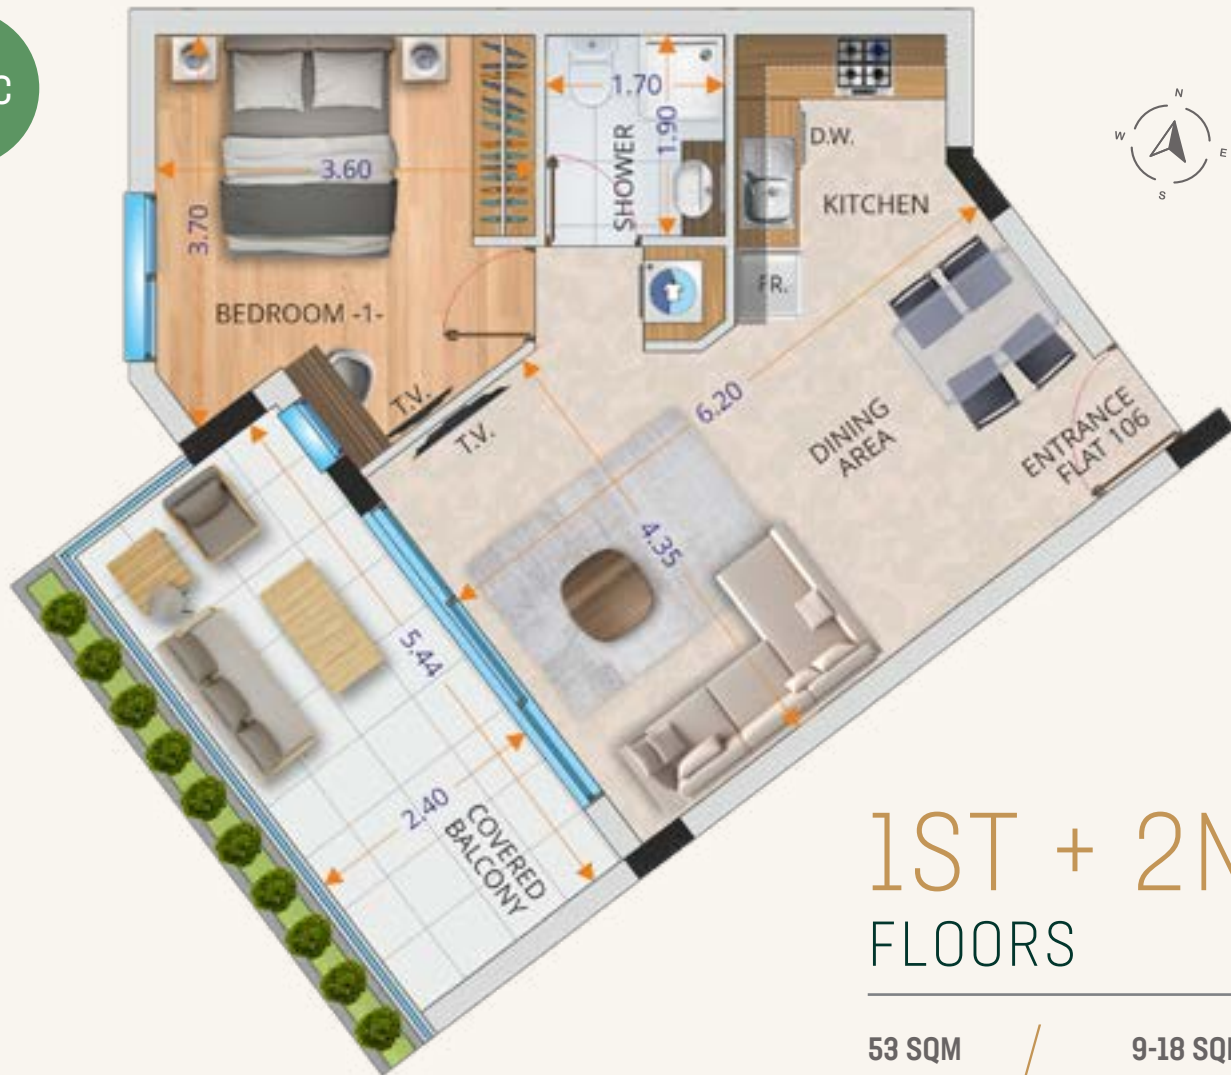 C
N
W
E
S
1.70
1.90
SHOWER
D.W.
KITCHEN
FR.
3.60
3.70
BEDROOM -1-
T.V.
T.V.
6.20
DINING
AREA
ENTRANCE
FLAT 106
4.35
5.44
2.40
COVERED
BALCONY
1ST + 2N
FLOORS
53 SQM / 9-18 SQ